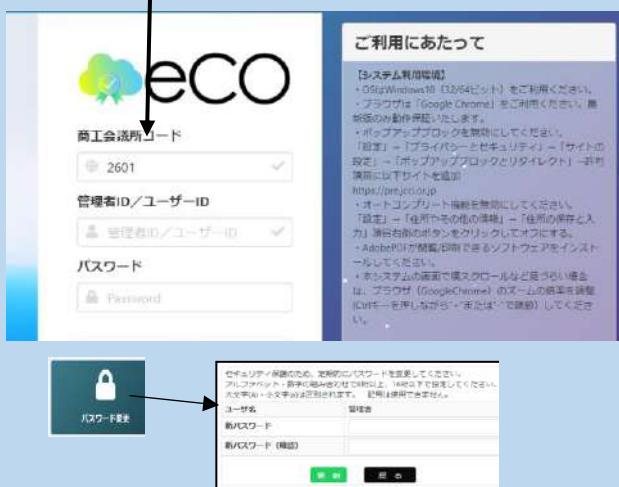 eCO
商工会議所コード
2601
管理者ID/ユーザーID
管理者ID/ユーザーID
パスワード
Password
ご利用にあたって
【システム利用環境】
・OSはWindows10（32/64ビット）をご利用ください。
・ブラウザは「Google Chrome」をご利用ください。最
新版のみ動作保証いたします。
・ポップアップブロックを無効にしてください。
「設定」→「プライバシーとセキュリティ」→「サイトの
設定」→「ポップアップブロックとリダイレクト」→許可
項目に以下サイトを追加
・オートコンプリート機能を無効にしてください。
「設定」→「住所やその他の情報」→「住所の保存と入
力」項目右側のボタンをクリックしてオフにする。
・AdobePDFが閲覧/印刷できるソフトウェアをインスト
ールしてください。
・本システムの画面で横スクロールなど見づらい場合
は、ブラウザ（GoogleChrome）のズームの倍率を調整
(Ctrlキーを押しながら"+"または"-"で調節）してくださ
い。
パスワード変更
セキュリティ保護のため、定期的にパスワードを変更してください。
アルファベット・数字の組み合わせで8桁以上、16桁以下で設定してください。
大文字(A)・小文字(a)は区別されます。 記号は使用できません。
ユーザ名 管理者
新パスワード
新パスワード（確認）